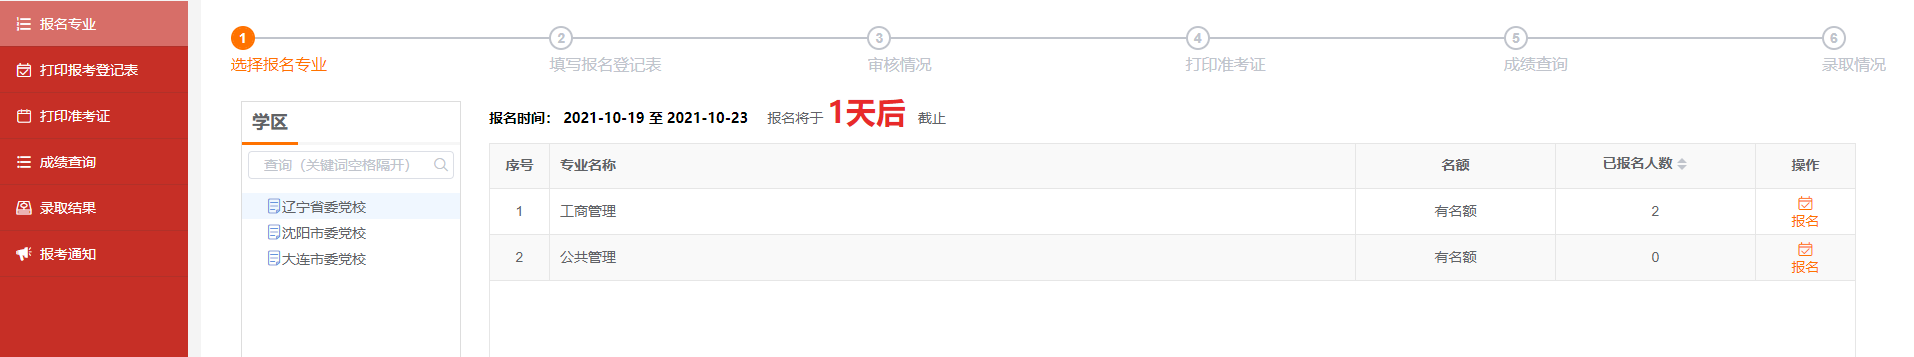 报名专业
打印报考登记表
打印准考证
成绩查询
录取结果
报考通知
1 2 3 4 5 6
选择报名专业 填写报名登记表 审核情况 打印准考证 成绩查询 录取情况
学区
查询（关键词空格隔开）
辽宁省委党校
沈阳市委党校
大连市委党校
报名时间： 2021-10-19 至 2021-10-23 报名将于 1天后 截止
序号 专业名称 名额 已报名人数 操作
1 工商管理 有名额 2 报名
2 公共管理 有名额 0 报名